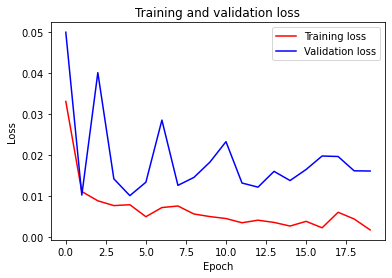 Training and validation loss
Training loss
Validation loss
0.05
0.04
0.03
0.02
0.01
0.00
Loss
0.0 2.5 5.0 7.5 10.0 12.5 15.0 17.5
Epoch